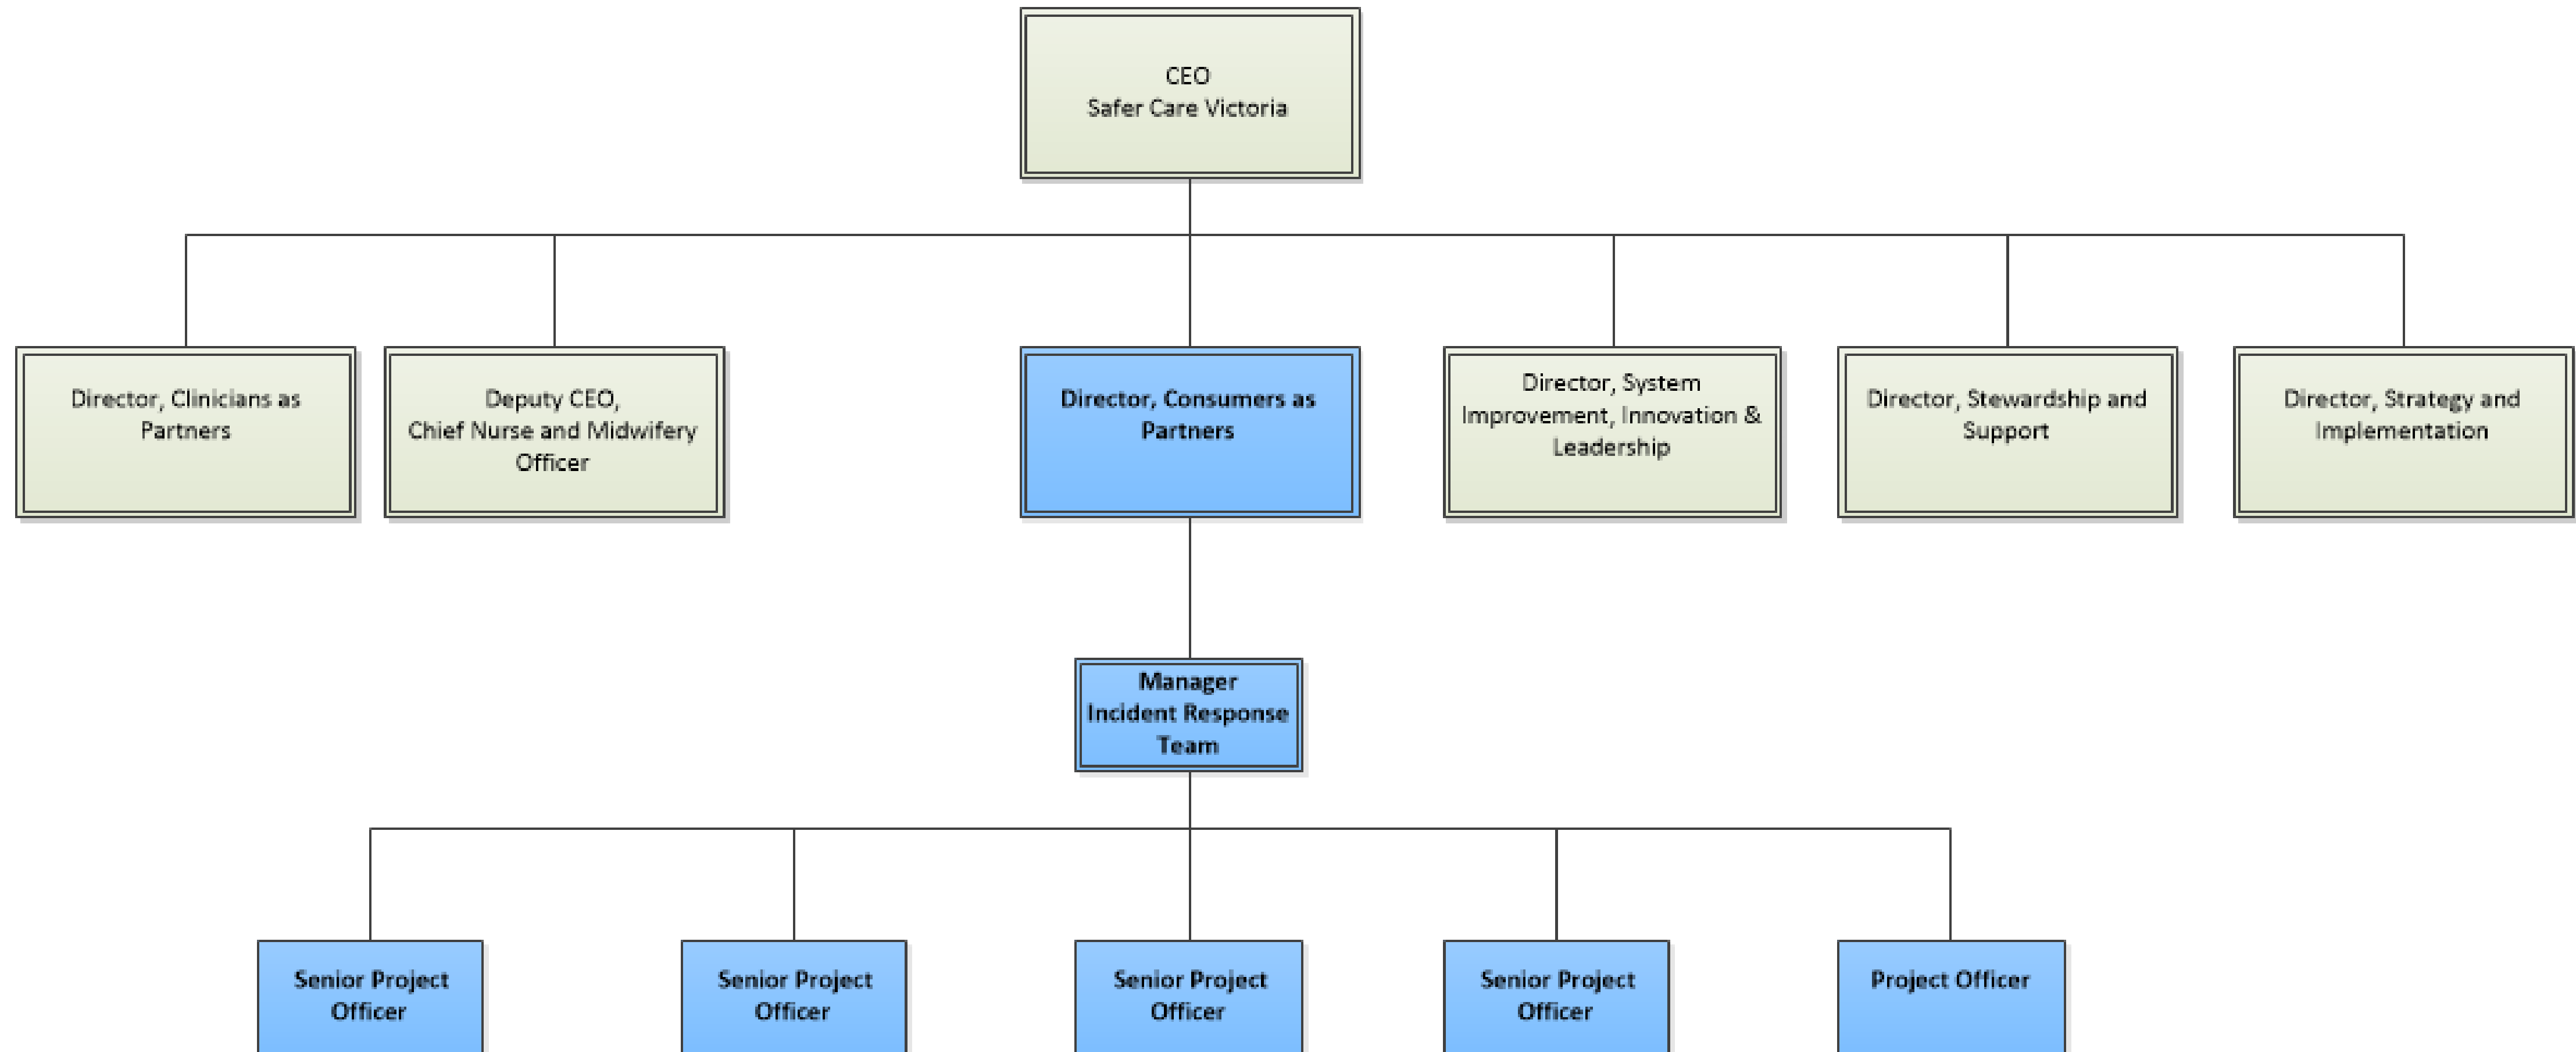 CEO
Safer Care Victoria
Director, Clinicians as
Partners
Deputy CEO,
Chief Nurse and Midwifery
Officer
Director, Consumers as
Partners
Director, System
Improvement, Innovation &
Leadership
Director, Stewardship and
Support
Director, Strategy and
Implementation
Manager
Incident Response
Team
Senior Project
Officer
Senior Project
Officer
Senior Project
Officer
Senior Project
Officer
Project Officer